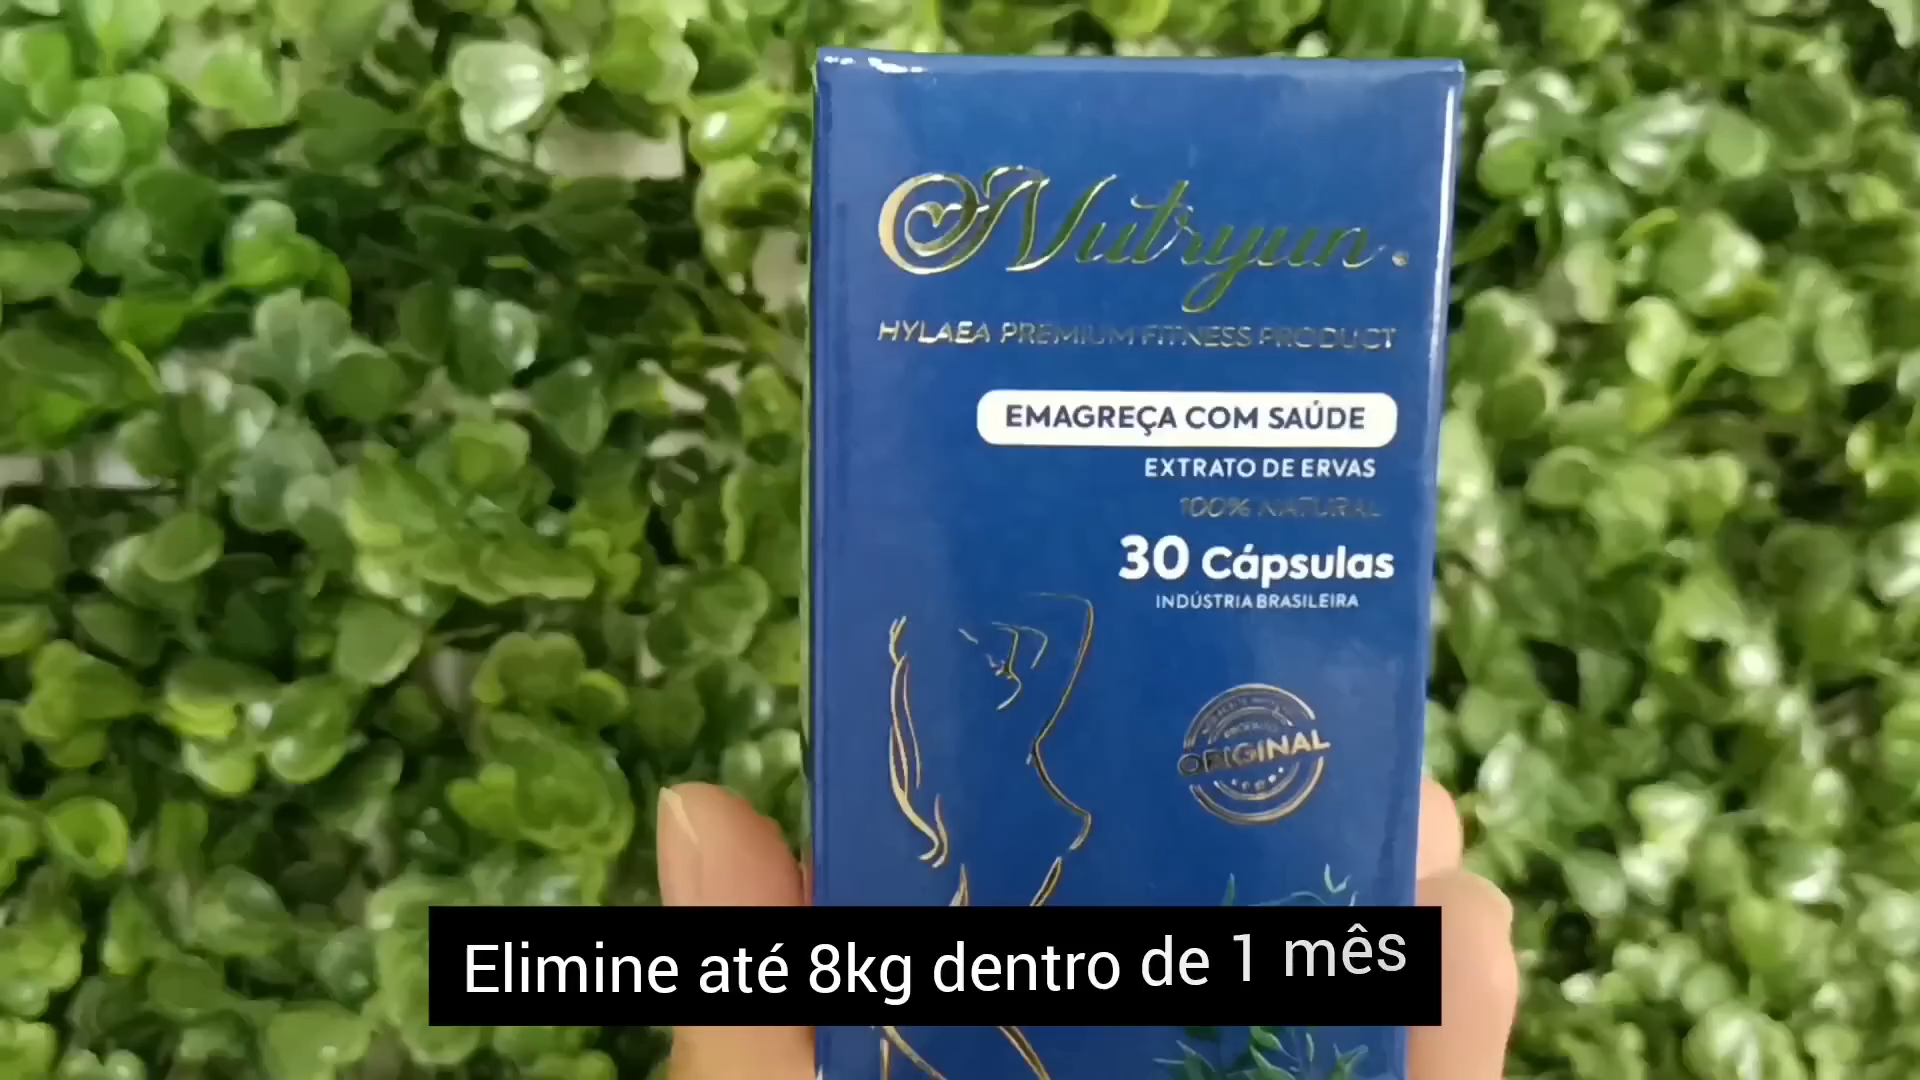 Nutryun
HYLAEA PREMIUM FITNESS PRODUCT
EMAGREÇA COM SAÚDE
EXTRATO DE ERVAS
100% NATURAL
30 Cápsulas
INDÚSTRIA BRASILEIRA
ORIGINAL
Elimine até 8kg dentro de 1 mês